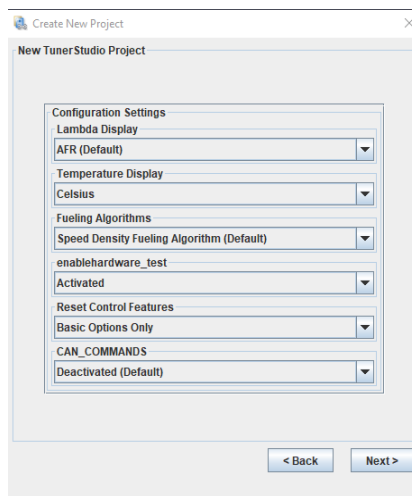 Create New Project
New TunerStudio Project
Configuration Settings
Lambda Display
AFR (Default)
Temperature Display
Celsius
Fueling Algorithms
Speed Density Fueling Algorithm (Default)
enablehardware_test
Activated
Reset Control Features
Basic Options Only
CAN_COMMANDS
Deactivated (Default)
< Back Next >